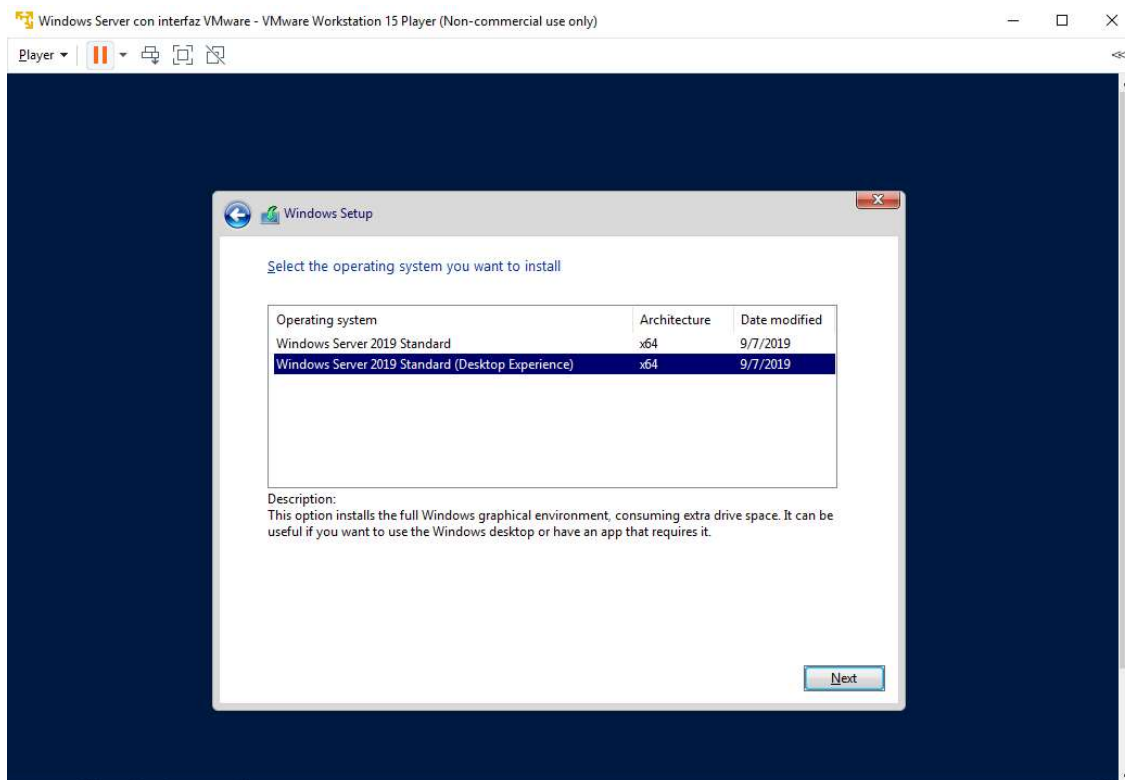 Windows Server con interfaz VMware - VMware Workstation 15 Player (Non-commercial use only)
Player
Windows Setup
Select the operating system you want to install
Operating system Architecture Date modified
Windows Server 2019 Standard x64 9/7/2019
Windows Server 2019 Standard (Desktop Experience) x64 9/7/2019
Description:
This option installs the full Windows graphical environment, consuming extra drive space. It can be
useful if you want to use the Windows desktop or have an app that requires it.
Next